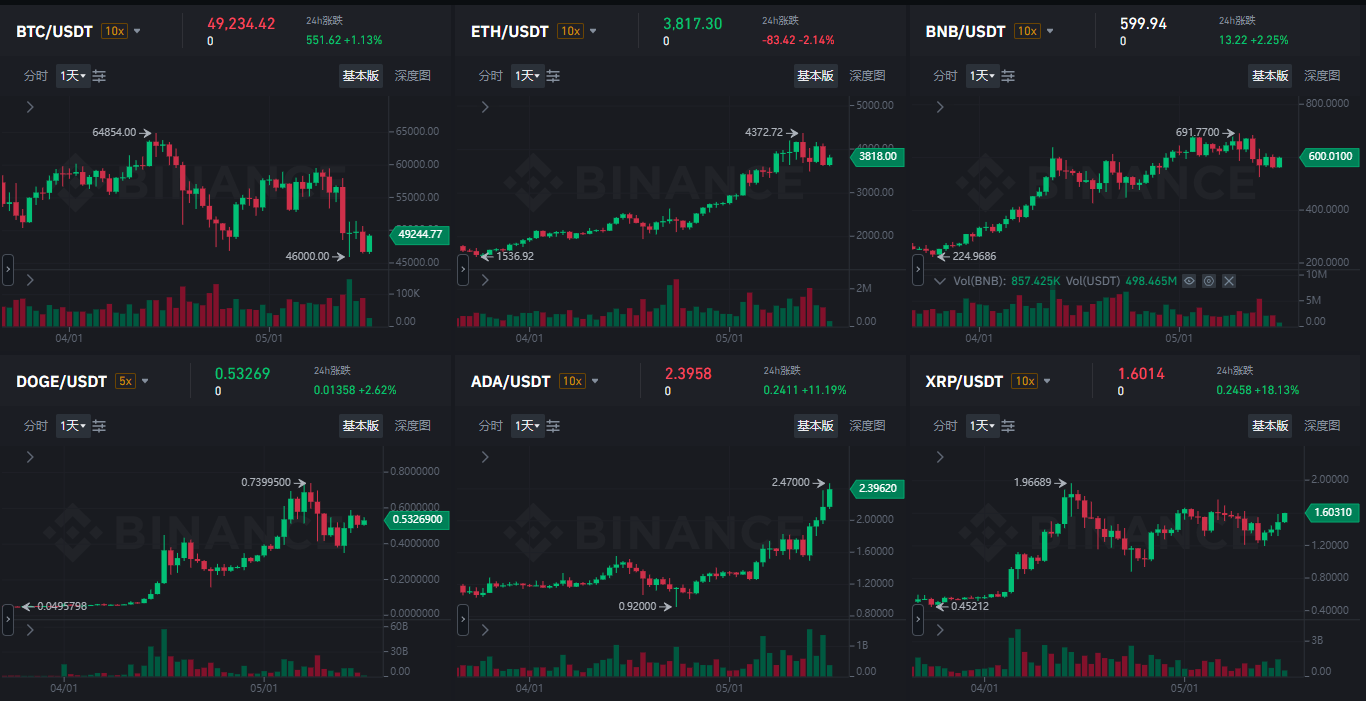 BTC/USDT 10x 49,234.42 24h涨跌
0 551.62 +1.13%
分时 1天 基本版 深度图
64854.00
65000.00
60000.00
BINANCE
55000.00
49244.77
46000.00
45000.00
100K
0.00
04/01 05/01
ETH/USDT 10x 3,817.30 24h涨跌
0 -83.42 -2.14%
分时 1天 基本版 深度图
5000.00
4372.72
4000.00
3818.00
BINANCE
3000.00
2000.00
1536.92
2M
0.00
04/01 05/01
BNB/USDT 10x 599.94 24h涨跌
0 13.22 +2.25%
分时 1天 基本版 深度图
800.0000
691.7700
600.0100
BINANCE
400.0000
224.9686
200.0000
Vol(BNB): 857.425K Vol(USDT) 498.465M
10M
5M
0.00
04/01 05/01
DOGE/USDT 5x 0.53269 24h涨跌
0 0.01358 +2.62%
分时 1天 基本版 深度图
0.8000000
0.7399500
0.6000000
0.5326900
BINANCE
0.4000000
0.2000000
0.0495798
0.0000000
60B
30B
0.00
04/01 05/01
ADA/USDT 10x 2.3958 24h涨跌
0 0.2411 +11.19%
分时 1天 基本版 深度图
2.47000
2.39620
2.00000
BINANCE
1.60000
1.20000
0.92000
0.80000
1B
0.00
04/01 05/01
XRP/USDT 10x 1.6014 24h涨跌
0 0.2458 +18.13%
分时 1天 基本版 深度图
1.96689
2.00000
1.60310
BINANCE
1.20000
0.80000
0.45212
0.40000
3B
0.00
04/01 05/01